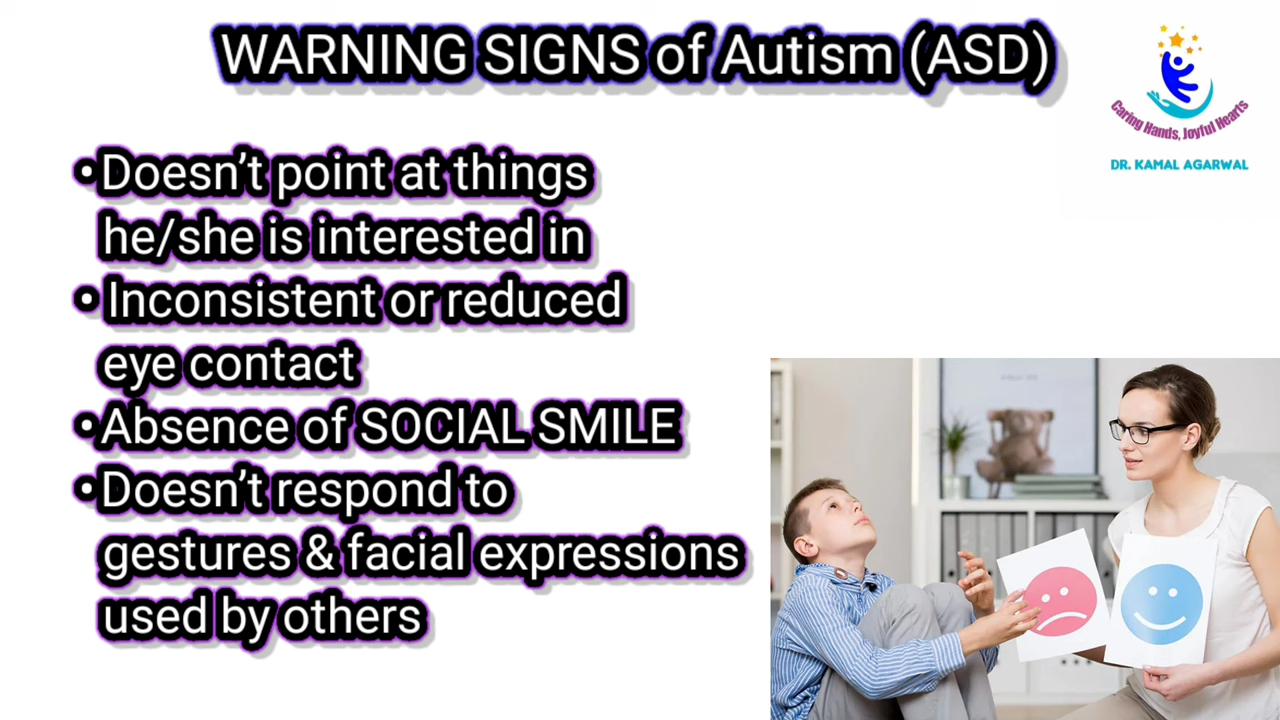 WARNING SIGNS of Autism (ASD)
Caring Hands, Joyful Hearts
DR. KAMAL AGARWAL
•Doesn’t point at things
he/she is interested in
• Inconsistent or reduced
eye contact
•Absence of SOCIAL SMILE
•Doesn’t respond to
gestures & facial expressions
used by others